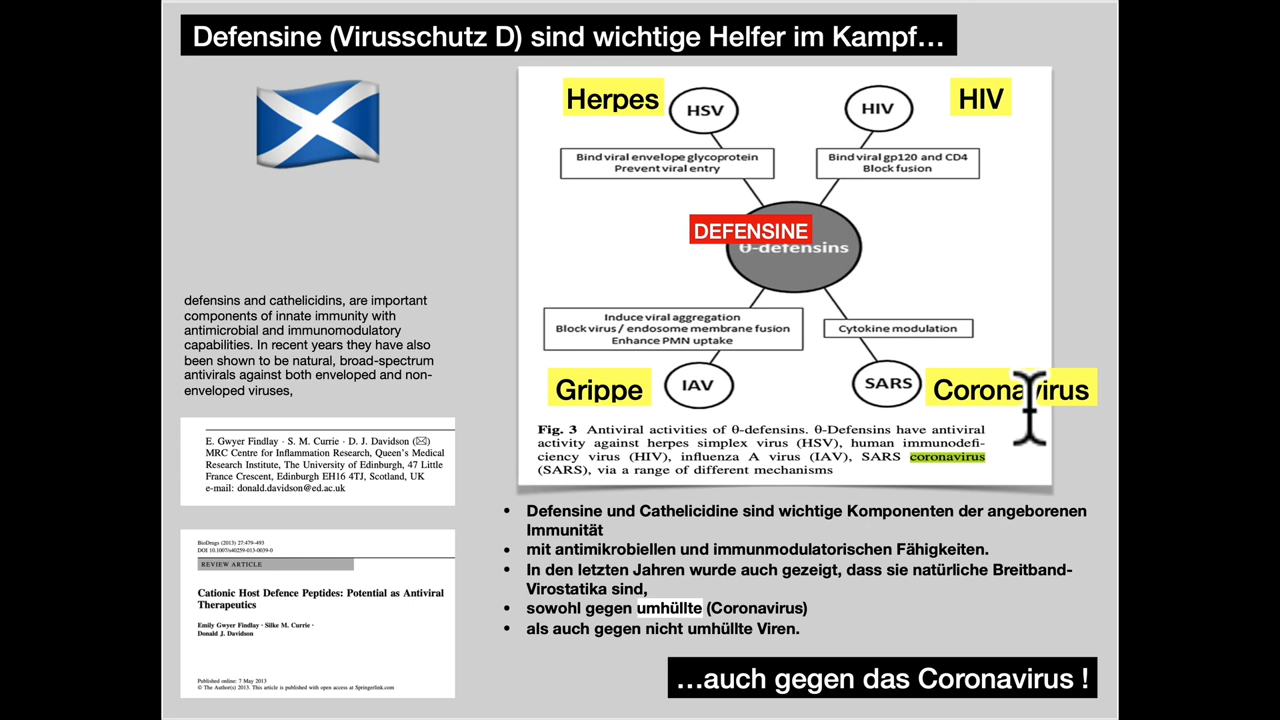 Defensine (Virusschutz D) sind wichtige Helfer im Kampf…
Herpes
HSV
HIV
HIV
Bind viral envelope glycoprotein
Prevent viral entry
Bind viral gp120 and CD4
Block fusion
DEFENSINE
θ-defensins
Induce viral aggregation
Block virus / endosome membrane fusion
Enhance PMN uptake
Cytokine modulation
Grippe
IAV
SARS
Coronavirus
Fig. 3 Antiviral activities of θ-defensins. θ-Defensins have antiviral
activity against herpes simplex virus (HSV), human immunodefi-
ciency virus (HIV), influenza A virus (IAV), SARS coronavirus
(SARS), via a range of different mechanisms
defensins and cathelicidins, are important
components of innate immunity with
antimicrobial and immunomodulatory
capabilities. In recent years they have also
been shown to be natural, broad-spectrum
antivirals against both enveloped and non-
enveloped viruses,
E. Gwyer Findlay · S. M. Currie · D. J. Davidson (✉)
MRC Centre for Inflammation Research, Queen's Medical
Research Institute, The University of Edinburgh, 47 Little
France Crescent, Edinburgh EH16 4TJ, Scotland, UK
e-mail: donald.davidson@ed.ac.uk
BioDrugs (2013) 27:479–493
DOI 10.1007/s40259-013-0039-0
REVIEW ARTICLE
Cationic Host Defence Peptides: Potential as Antiviral
Therapeutics
Emily Gwyer Findlay · Silke M. Currie ·
Donald J. Davidson
Published online: 7 May 2013
© The Author(s) 2013. This article is published with open access at Springerlink.com
• Defensine und Cathelicidine sind wichtige Komponenten der angeborenen
Immunität
• mit antimikrobiellen und immunmodulatorischen Fähigkeiten.
• In den letzten Jahren wurde auch gezeigt, dass sie natürliche Breitband-
Virostatika sind,
• sowohl gegen umhüllte (Coronavirus)
• als auch gegen nicht umhüllte Viren.
…auch gegen das Coronavirus !